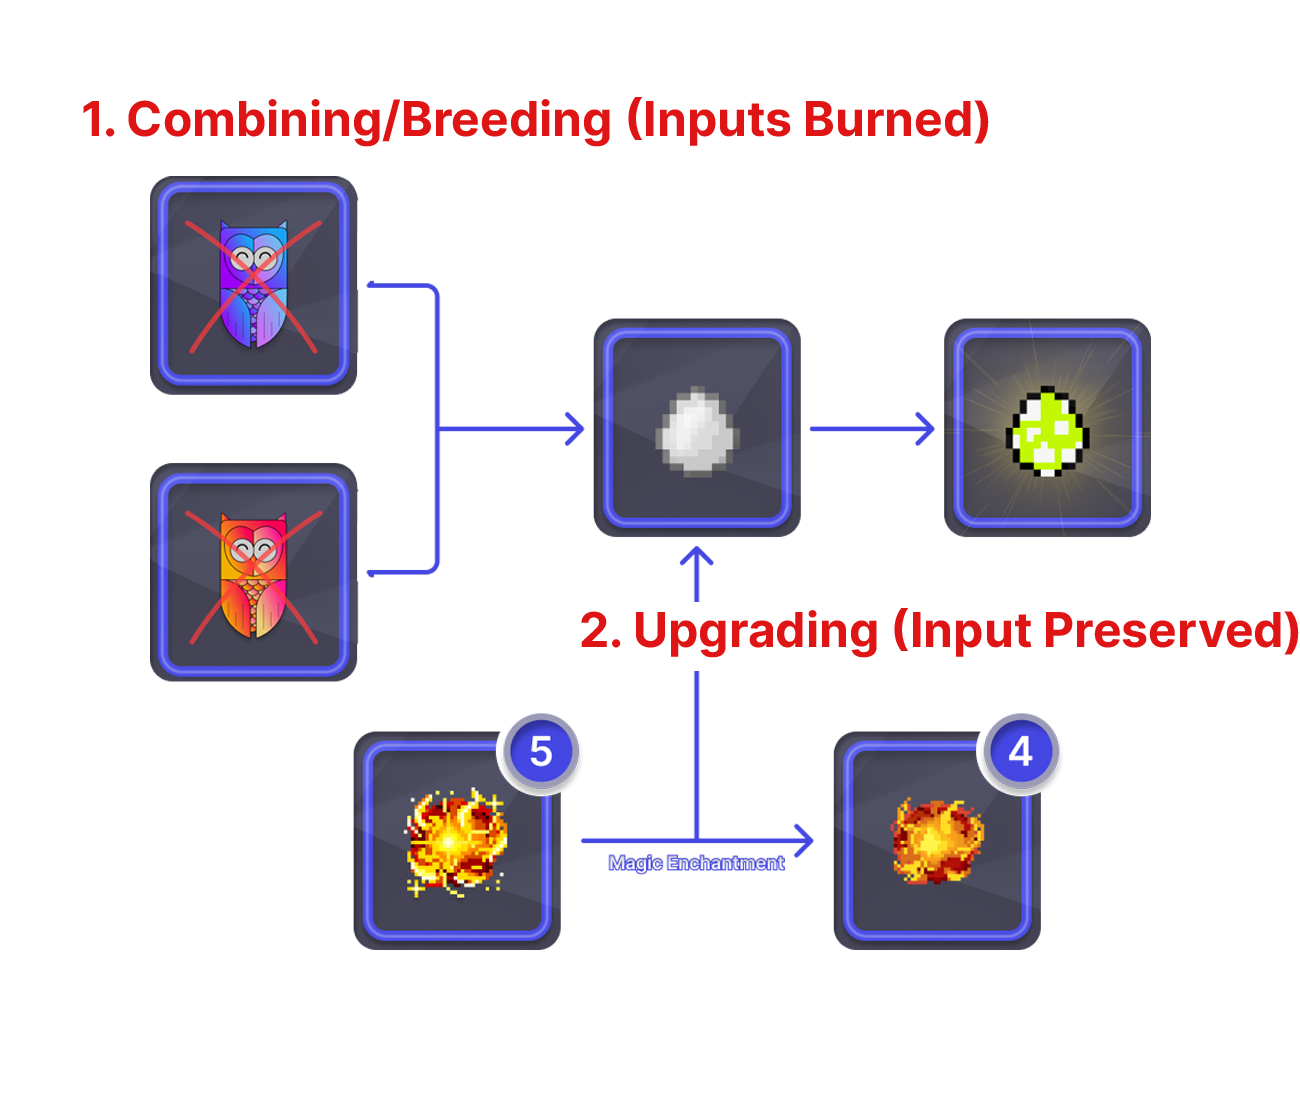 1. Combining/Breeding (Inputs Burned)
2. Upgrading (Input Preserved)
5
4
Magic Enchantment